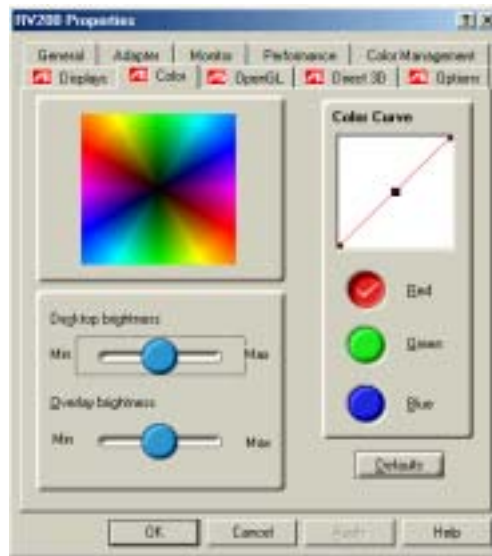 RV200 Properties
General Adapter Monitor Performance Color Management
Displays Color OpenGL Direct 3D Options
Color Curve
Red
Green
Blue
Desktop brightness
Min Max
Overlay brightness
Min Max
Defaults
OK Cancel Apply Help